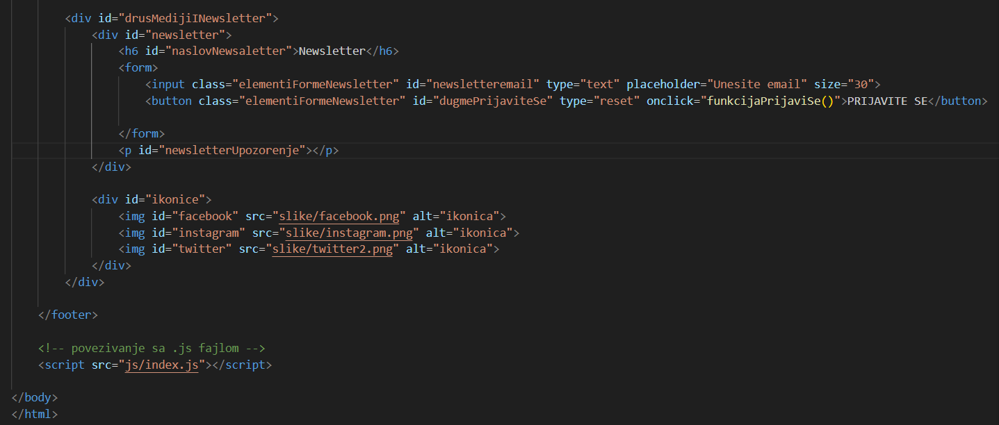 <div id="drusMedijiINewsletter">
<div id="newsletter">
<h6 id="naslovNewsaletter">Newsletter</h6>
<form>
<input class="elementiFormeNewsletter" id="newsletteremail" type="text" placeholder="Unesite email" size="30">
<button class="elementiFormeNewsletter" id="dugmePrijaviteSe" type="reset" onclick="funkcijaPrijaviSe()">PRIJAVITE SE</button>
</form>
<p id="newsletterUpozorenje"></p>
</div>
<div id="ikonice">
<img id="facebook" src="slike/facebook.png" alt="ikonica">
<img id="instagram" src="slike/instagram.png" alt="ikonica">
<img id="twitter" src="slike/twitter2.png" alt="ikonica">
</div>
</div>
</footer>
<!-- povezivanje sa .js fajlom -->
<script src="js/index.js"></script>
</body>
</html>